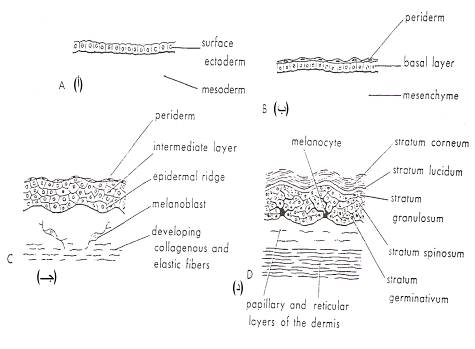 surface
ectoderm
mesoderm
A (أ)
periderm
basal layer
mesenchyme
B (ب)
periderm
intermediate layer
epidermal ridge
melanoblast
developing
collagenous and
elastic fibers
C
melanocyte
stratum corneum
stratum lucidum
stratum
granulosum
stratum spinosum
stratum
germinativum
D
papillary and reticular
layers of the dermis